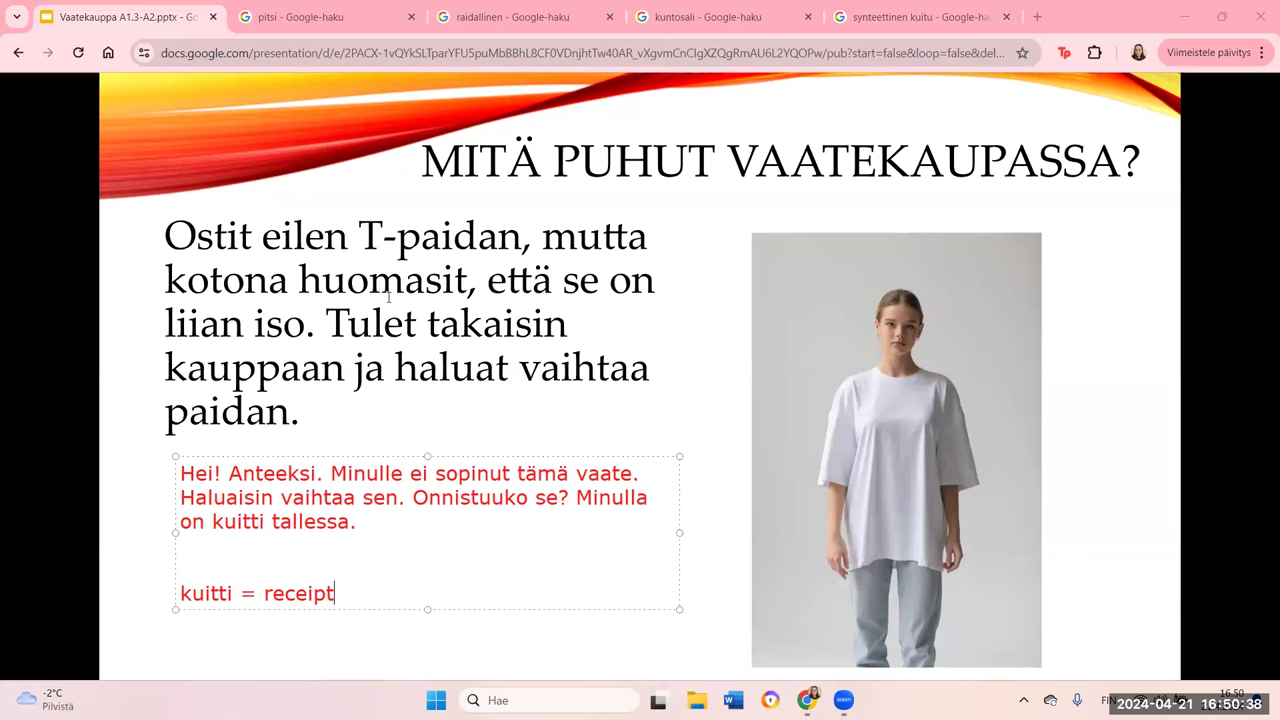 Vaatekauppa A1.3-A2.pptx - Go
pitsi - Google-haku
raidallinen - Google-haku
kuntosali - Google-haku
synteettinen kuitu - Google-ha
docs.google.com/presentation/d/e/2PACX-1vQYkSLTparYFU5puMbBBhL8CF0VDnjhtTw40AR_vXgvmCnCIgXZQgRmAU6L2YQOPw/pub?start=false&loop=false&del...
Viimeistele päivitys
MITÄ PUHUT VAATEKAUPASSA?
Ostit eilen T-paidan, mutta
kotona huomasit, että se on
liian iso. Tulet takaisin
kauppaan ja haluat vaihtaa
paidan.
Hei! Anteeksi. Minulle ei sopinut tämä vaate.
Haluaisin vaihtaa sen. Onnistuuko se? Minulla
on kuitti tallessa.
kuitti = receipt
-2°C
Pilvistä
Hae
zoom
FIN
16.50
2024-04-21 16:50:38